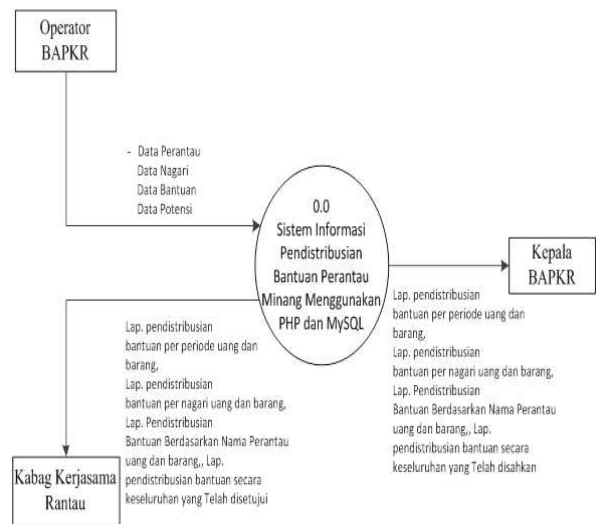 Operator
BAPKR
- Data Perantau
Data Nagari
Data Bantuan
Data Potensi
0.0
Sistem Informasi
Pendistribusian
Bantuan Perantau
Minang Menggunakan
PHP dan MySQL
Kepala
BAPKR
Lap. pendistribusian
bantuan per periode uang dan
barang,
Lap. pendistribusian
bantuan per nagari uang dan barang,
Lap. Pendistribusian
Bantuan Berdasarkan Nama Perantau
uang dan barang,, Lap.
pendistribusian bantuan secara
keseluruhan yang Telah disahkan
Lap. pendistribusian
bantuan per periode uang dan
barang,
Lap. pendistribusian
bantuan per nagari uang dan barang,
Lap. Pendistribusian
Bantuan Berdasarkan Nama Perantau
uang dan barang,, Lap.
pendistribusian bantuan secara
keseluruhan yang Telah disetujui
Kabag Kerjasama
Rantau